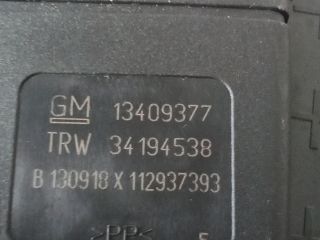 GM 13409377
TRW 34194538
B 130918 X 112937393
>PP<